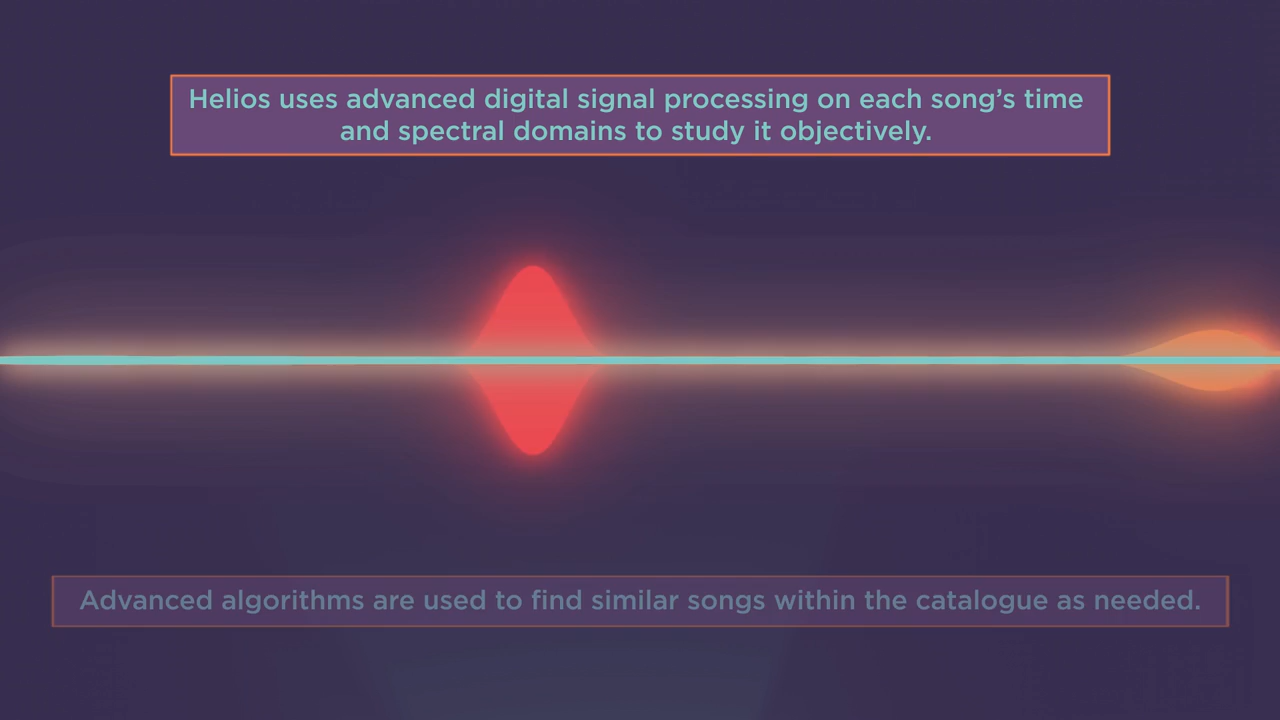 Helios uses advanced digital signal processing on each song’s time
and spectral domains to study it objectively.
Advanced algorithms are used to find similar songs within the catalogue as needed.